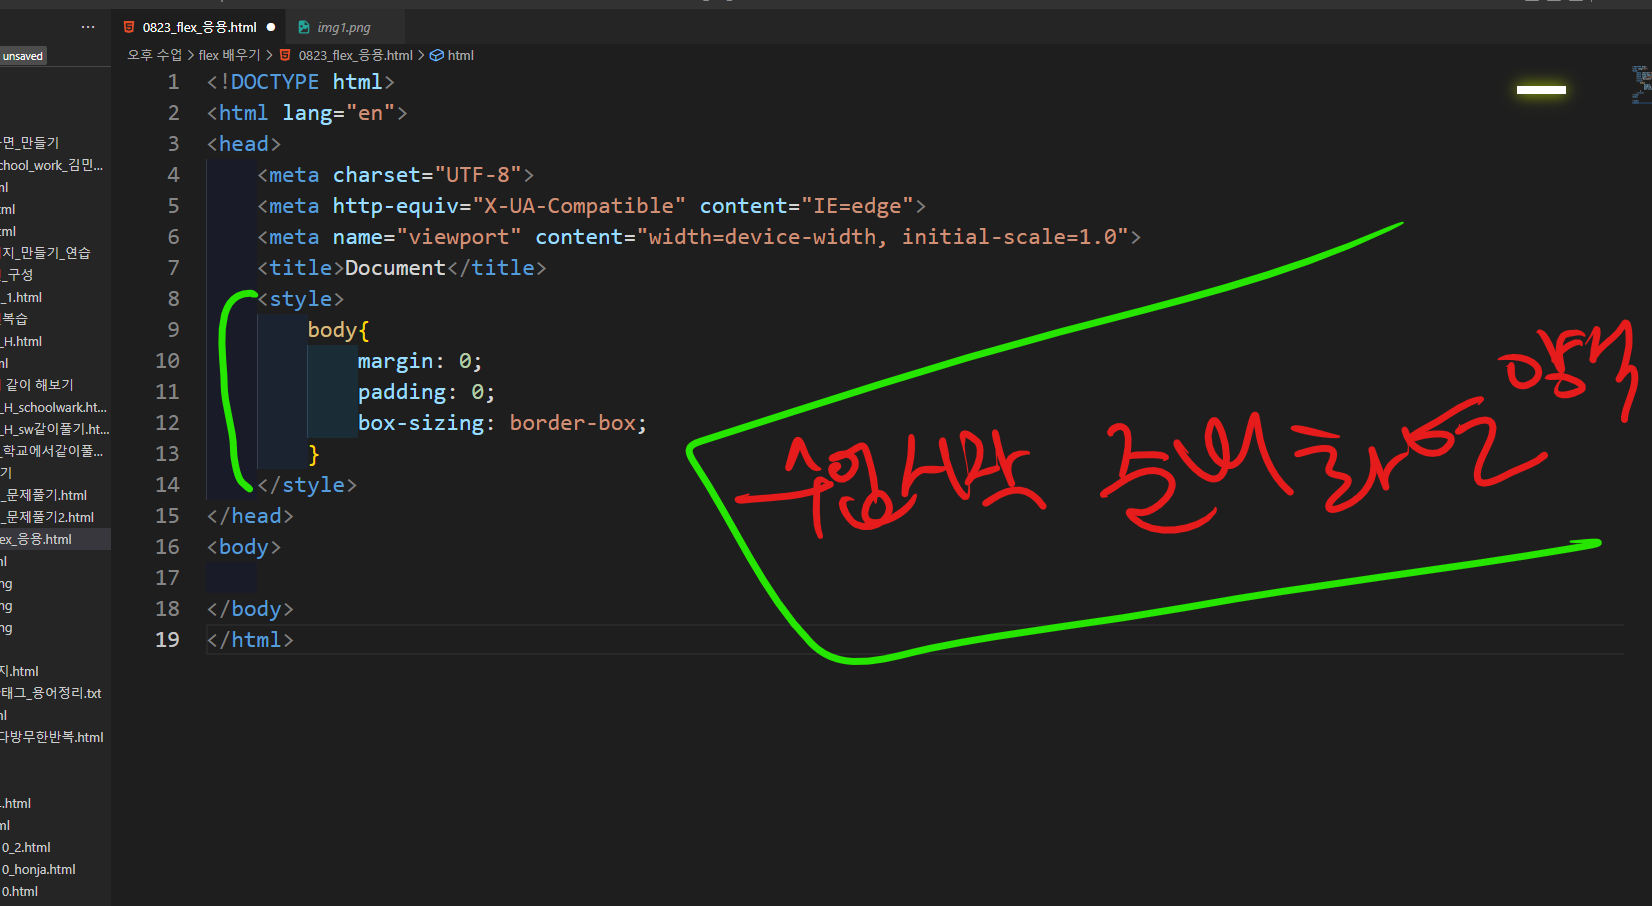 0823_flex_응용.html ●
img1.png
unsaved
오후 수업 > flex 배우기 > 0823_flex_응용.html > html
면_만들기
chool_work_김민...
ml
tml
tml
지_만들기_연습
_구성
_1.html
복습
_H.html
ml
같이 해보기
_H_schoolwark.ht...
_H_sw같이풀기.ht...
_학교에서같이풀...
기
_문제풀기.html
_문제풀기2.html
ex_응용.html
ml
ng
ng
ng
지.html
태그_용어정리.txt
ml
다방무한반복.html
.html
ml
0_2.html
0_honja.html
0.html
1 <!DOCTYPE html>
2 <html lang="en">
3 <head>
4 <meta charset="UTF-8">
5 <meta http-equiv="X-UA-Compatible" content="IE=edge">
6 <meta name="viewport" content="width=device-width, initial-scale=1.0">
7 <title>Document</title>
8 <style>
9 body{
10 margin: 0;
11 padding: 0;
12 box-sizing: border-box;
13 }
14 </style>
15 </head>
16 <body>
17
18 </body>
19 </html>
수업시작 준비화면